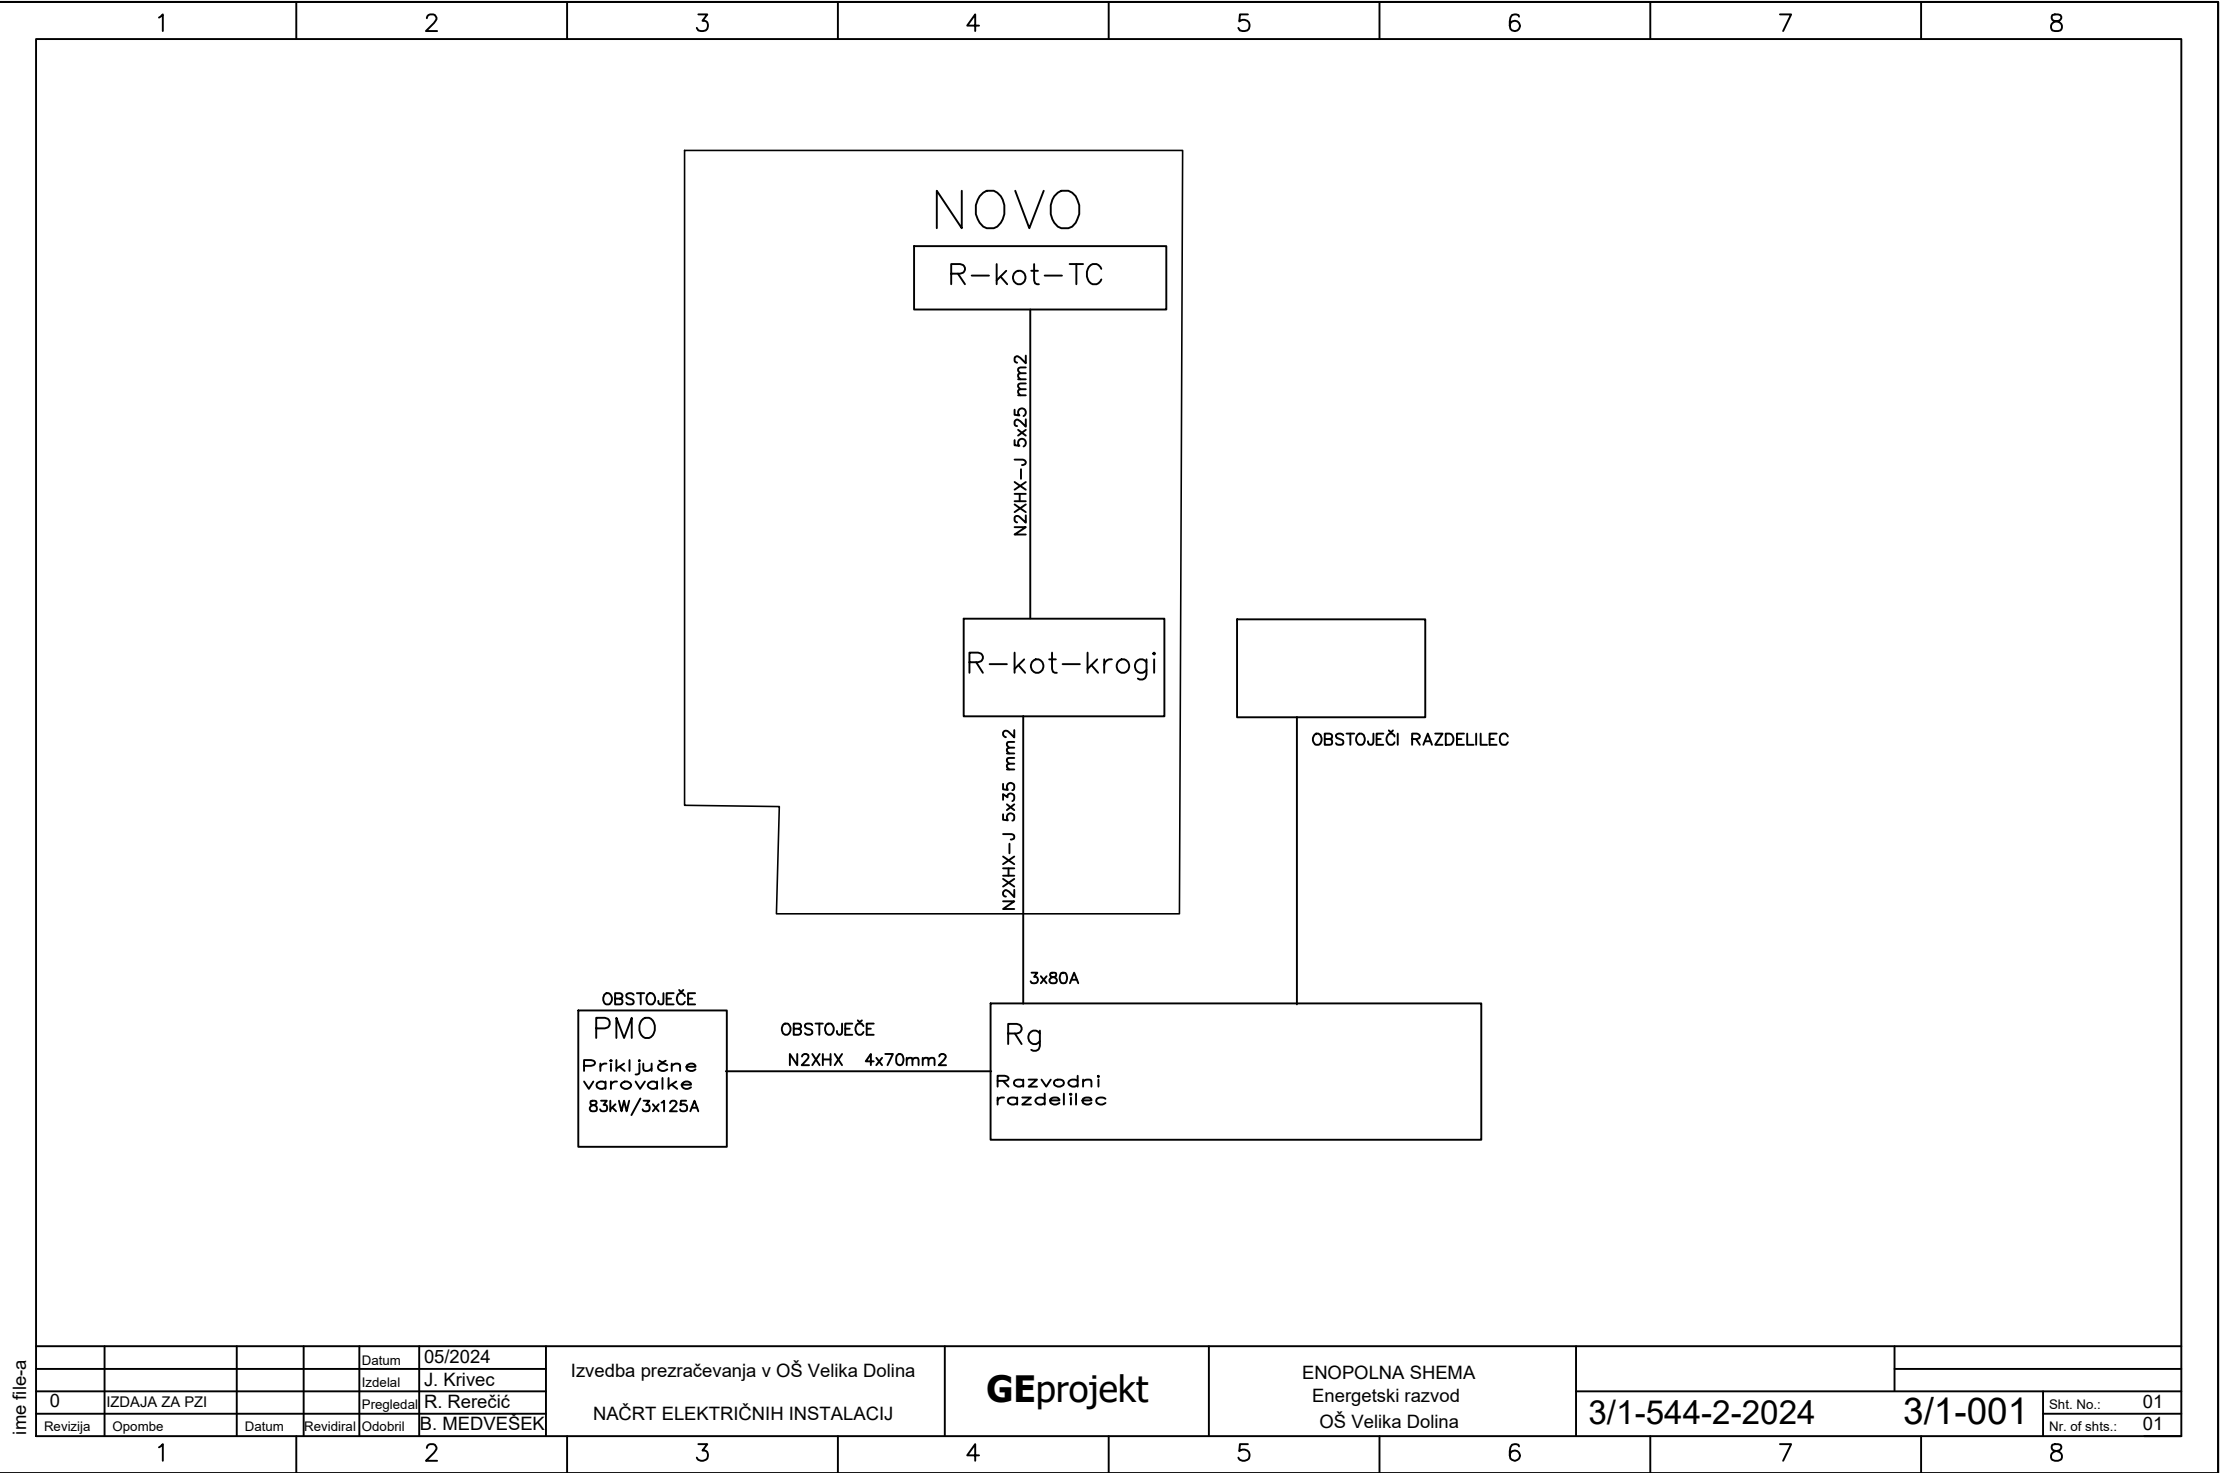 1 2 3 4 5 6 7 8
NOVO
R-kot-TC
N2XHX-J 5x25 mm2
R-kot-krogi
OBSTOJEČI RAZDELILEC
N2XHX-J 5x35 mm2
3x80A
OBSTOJEČE
PMO
Priključne
varovalke
83kW/3x125A
OBSTOJEČE
N2XHX 4x70mm2
Rg
Razvodni
razdelilec
ime file-a
Datum 05/2024
Izdelal J. Krivec
0 IZDAJA ZA PZI Pregledal R. Rerečić
Revizija Opombe Datum Revidiral Odobril B. MEDVEŠEK
Izvedba prezračevanja v OŠ Velika Dolina
NAČRT ELEKTRIČNIH INSTALACIJ
GEprojekt
ENOPOLNA SHEMA
Energetski razvod
OŠ Velika Dolina
3/1-544-2-2024
3/1-001
Sht. No.: 01
Nr. of shts.: 01
1 2 3 4 5 6 7 8